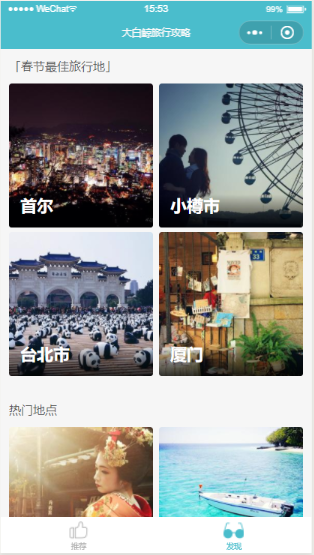 WeChat
15:53
99%
大白鲸旅行攻略
「春节最佳旅行地」
首尔
小樽市
台北市
厦门
33
热门地点
推荐
发现